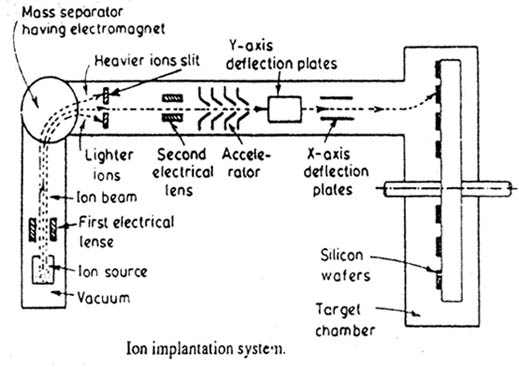 Mass separator
having electromagnet
Heavier ions slit
Y-axis
deflection plates
Lighter
ions
Second
electrical
lens
Accele-
rator
X-axis
deflection
plates
Ion beam
First electrical
lense
Ion source
Vacuum
Silicon
wafers
Target
chamber
Ion implantation system.